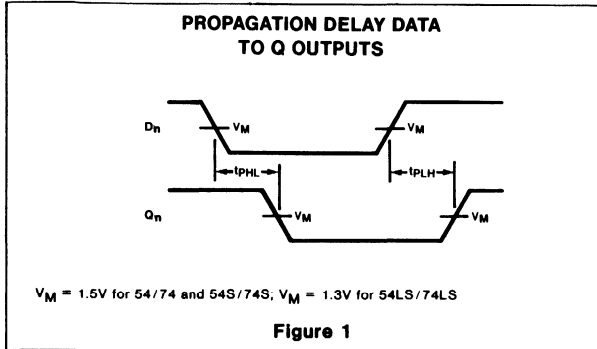 PROPAGATION DELAY DATA
TO Q OUTPUTS
Dn
VM
VM
tPHL
tPLH
Qn
VM
VM
VM = 1.5V for 54/74 and 54S/74S; VM = 1.3V for 54LS/74LS
Figure 1